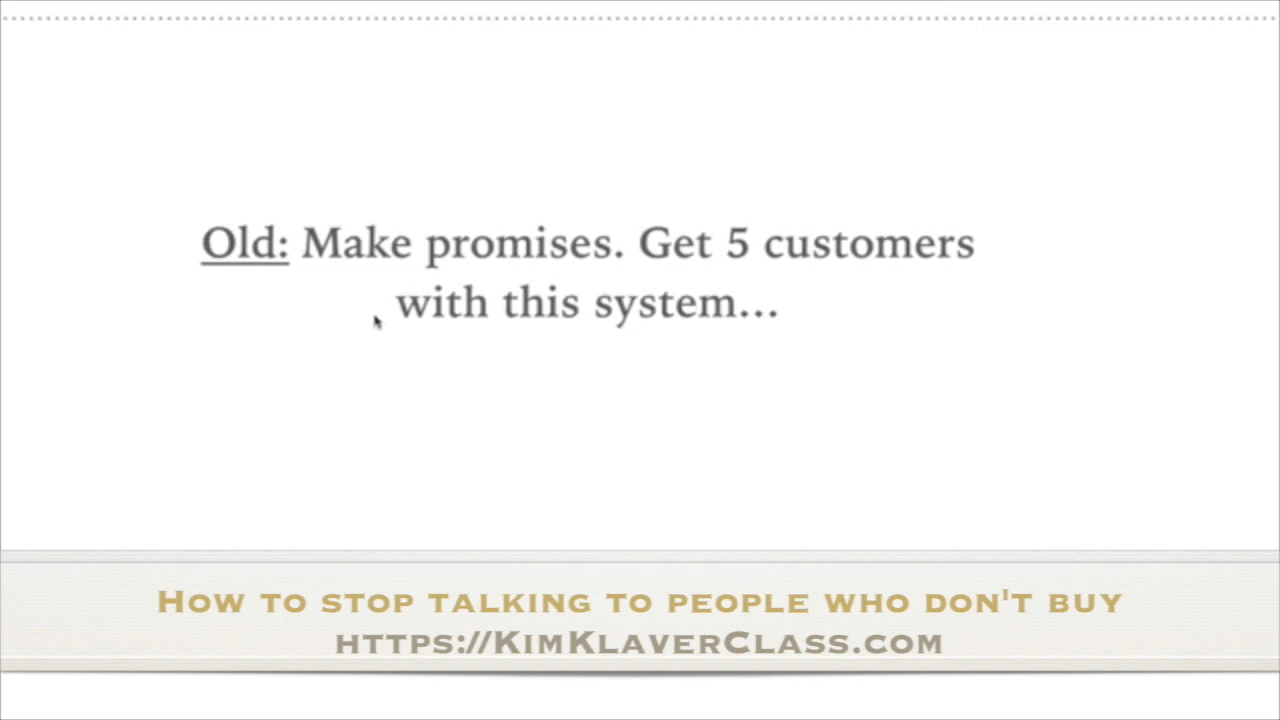 Old: Make promises. Get 5 customers
with this system...
How to stop talking to people who don't buy
https://KimKlaverClass.com